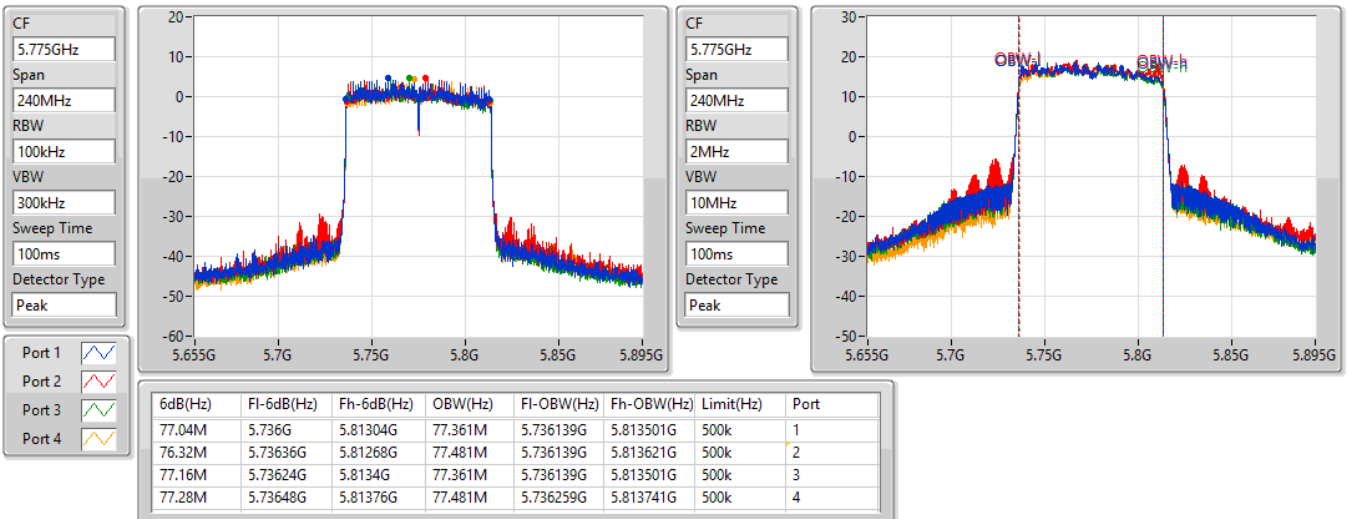 CF
5.775GHz
Span
240MHz
RBW
100kHz
VBW
300kHz
Sweep Time
100ms
Detector Type
Peak
20
10
0
-10
-20
-30
-40
-50
-60
5.655G 5.7G 5.75G 5.8G 5.85G 5.895G
CF
5.775GHz
Span
240MHz
RBW
2MHz
VBW
10MHz
Sweep Time
100ms
Detector Type
Peak
30
20
10
0
-10
-20
-30
-40
-50
OBW-l OBW-h
5.655G 5.7G 5.75G 5.8G 5.85G 5.895G
Port 1
Port 2
Port 3
Port 4
6dB(Hz) Fl-6dB(Hz) Fh-6dB(Hz) OBW(Hz) Fl-OBW(Hz) Fh-OBW(Hz) Limit(Hz) Port
77.04M 5.736G 5.81304G 77.361M 5.736139G 5.813501G 500k 1
76.32M 5.73636G 5.81268G 77.481M 5.736139G 5.813621G 500k 2
77.16M 5.73624G 5.8134G 77.361M 5.736139G 5.813501G 500k 3
77.28M 5.73648G 5.81376G 77.481M 5.736259G 5.813741G 500k 4